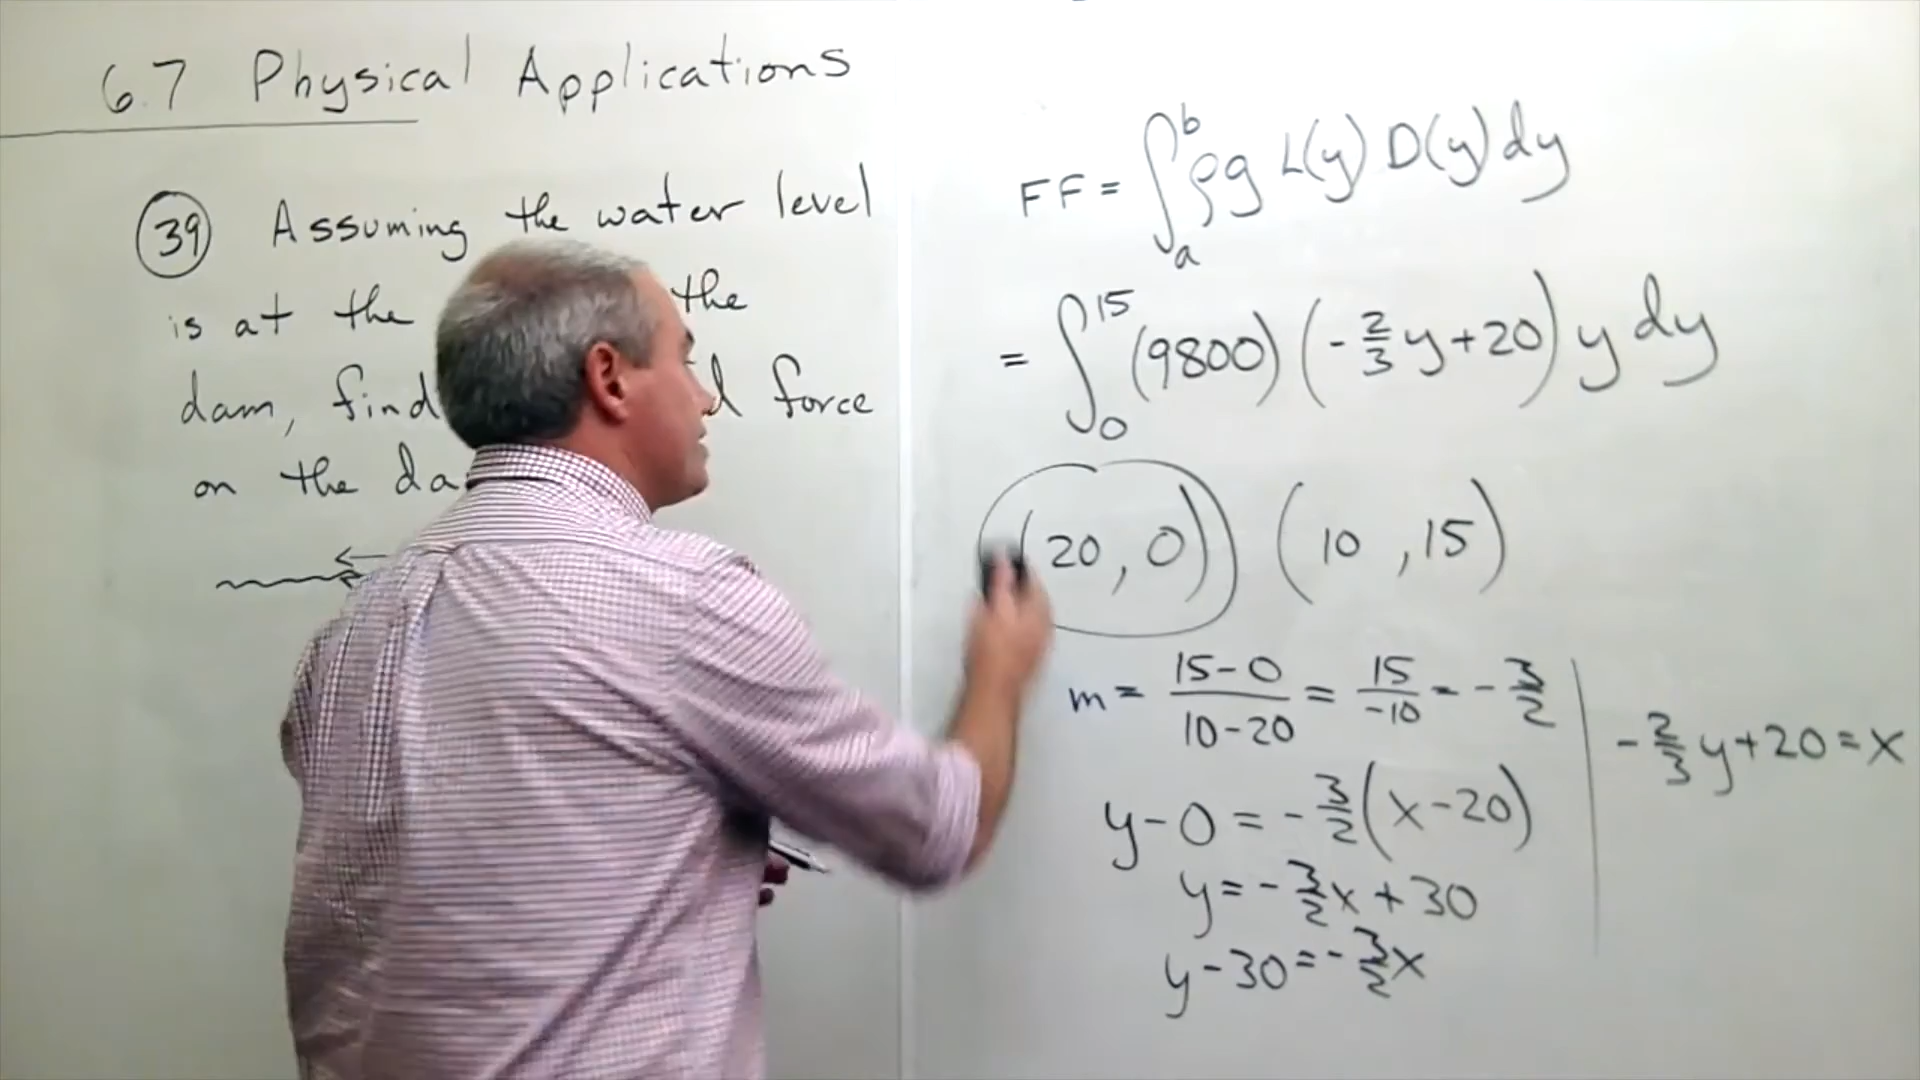 6.7 Physical Applications
39 Assuming the water level
is at the the
dam, find force
on the
FF = ∫_a^b ρg L(y) D(y) dy
= ∫_0^15 (9800) (-2/3 y + 20) y dy
(20, 0) (10, 15)
m = (15-0)/(10-20) = 15/-10 = -3/2
y-0 = -3/2 (x-20)
y = -3/2 x + 30
y-30 = -3/2 x
-2/3 y + 20 = x